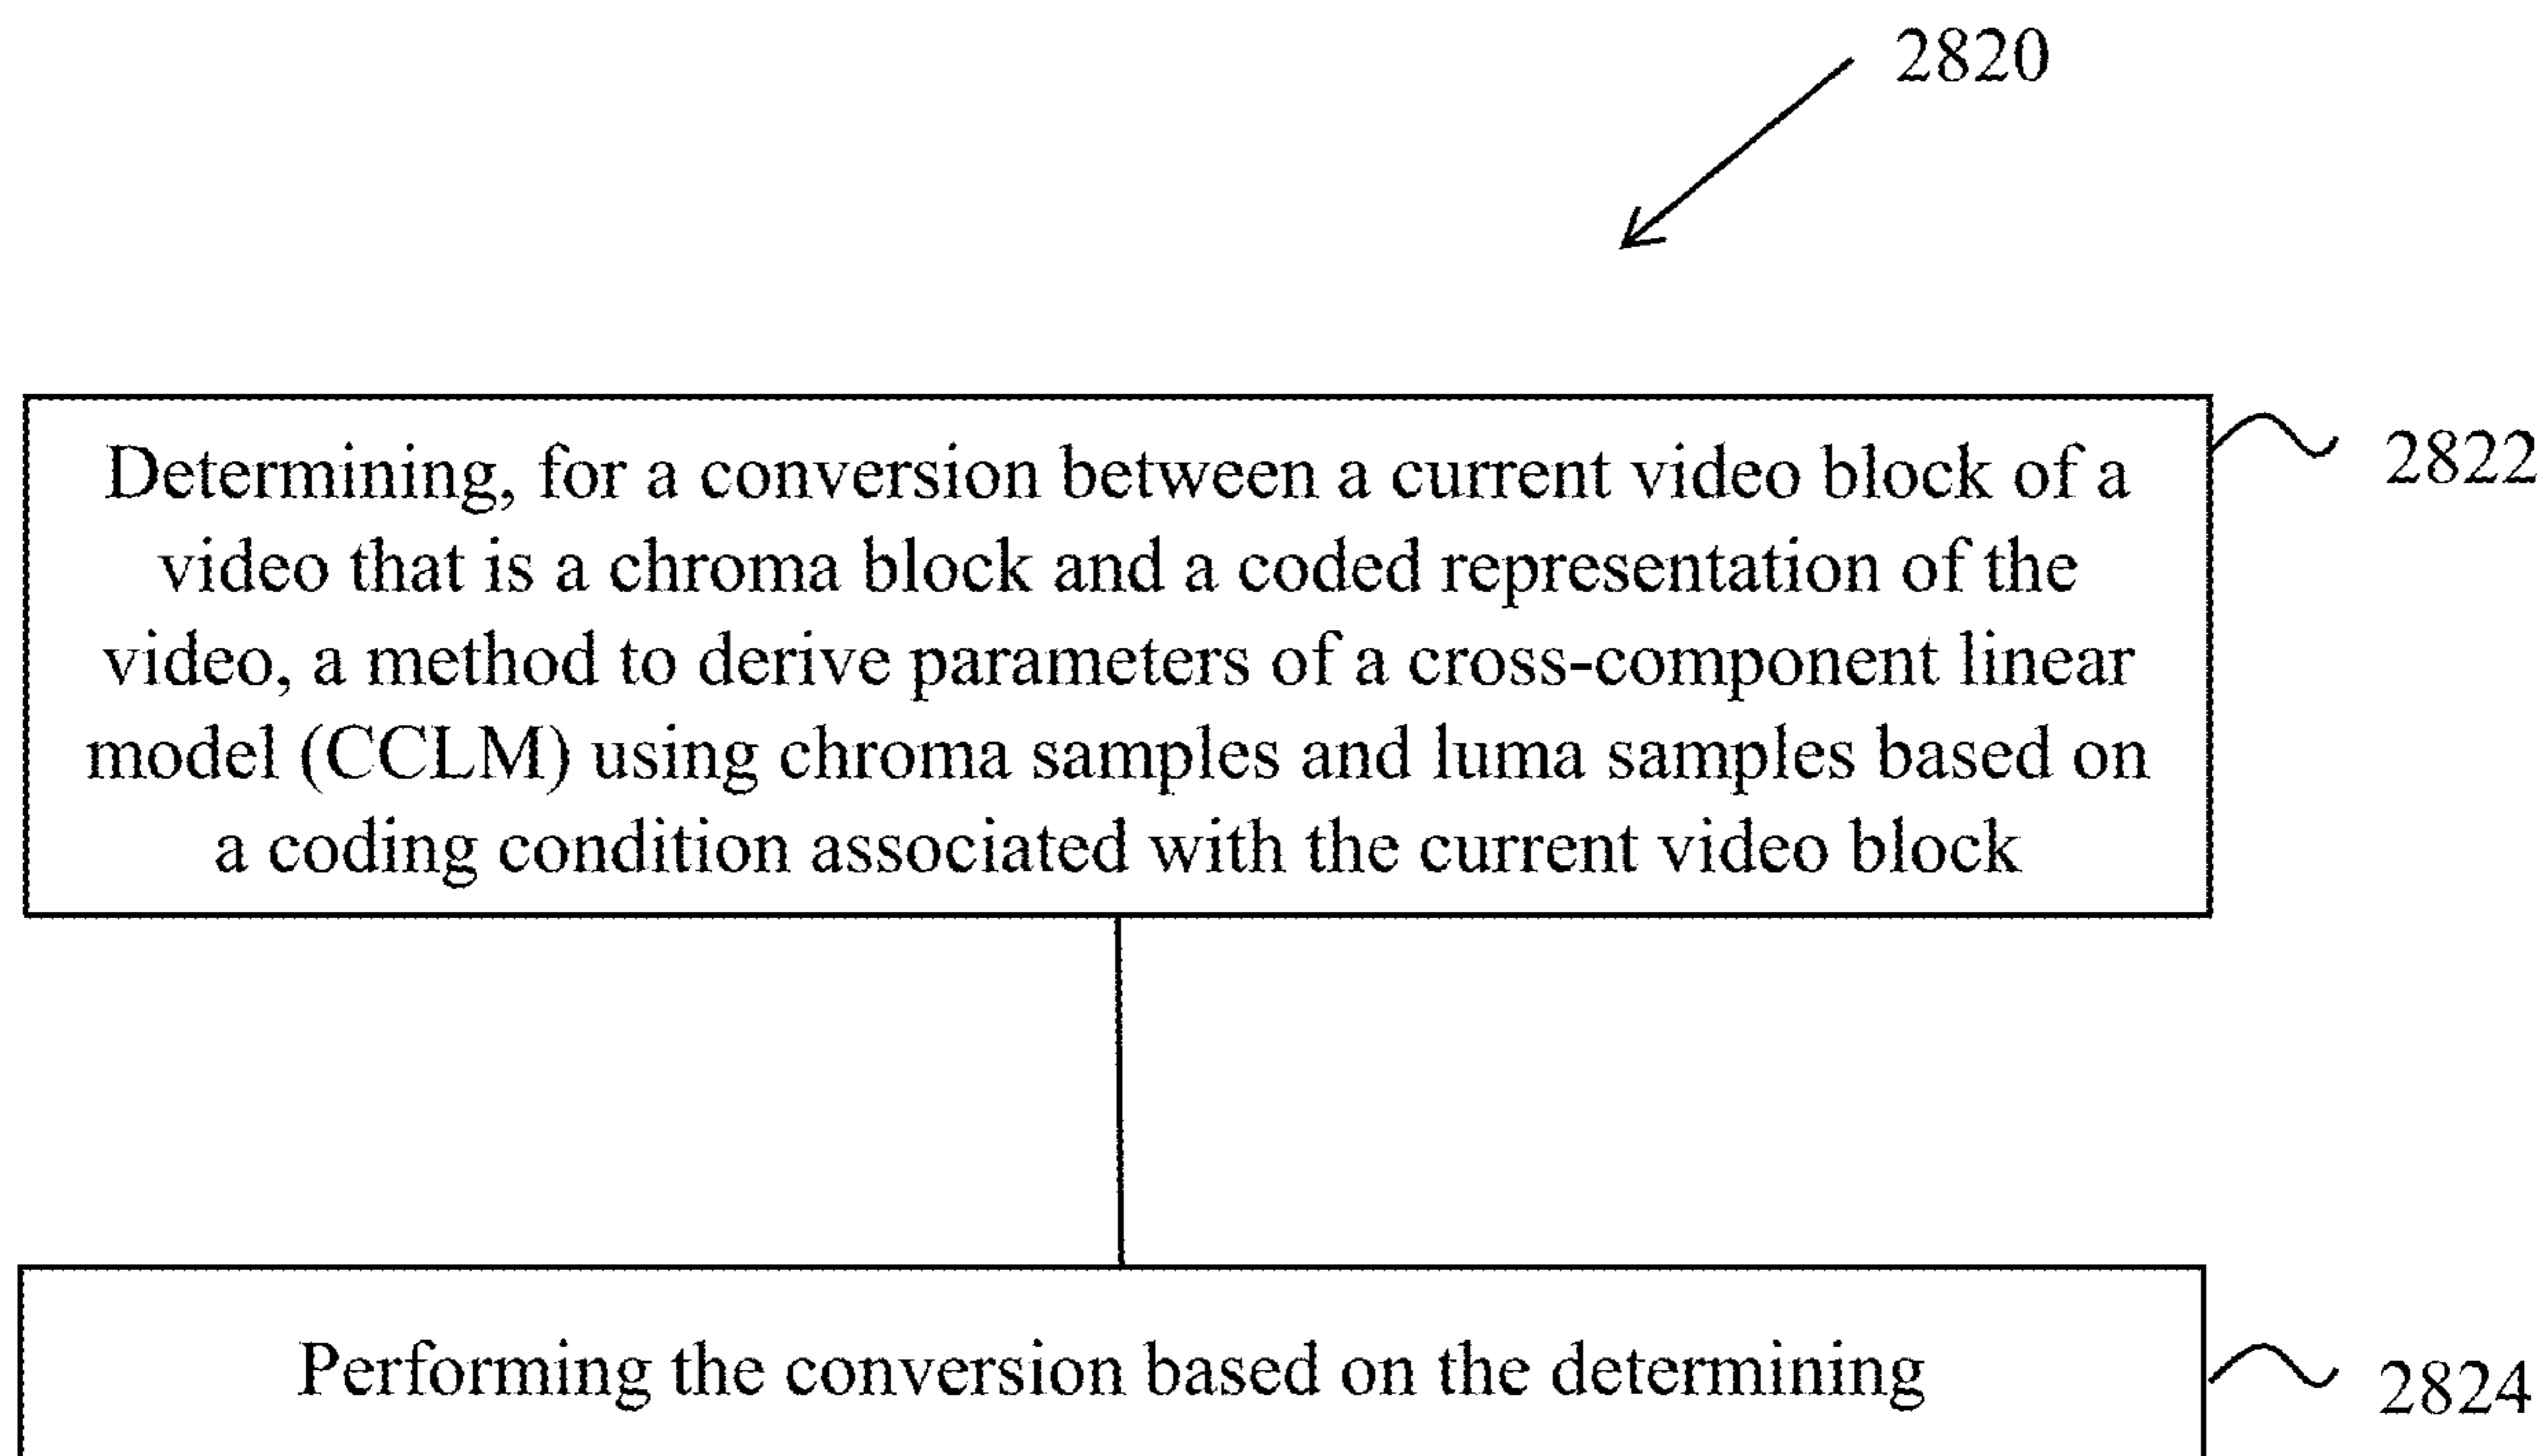 2820
Determining, for a conversion between a current video block of a
2822
video that is a chroma block and a coded representation of the
video, a method to derive parameters of a cross-component linear
model (CCLM) using chroma samples and luma samples based on
a coding condition associated with the current video block
Performing the conversion based on the determining
2824